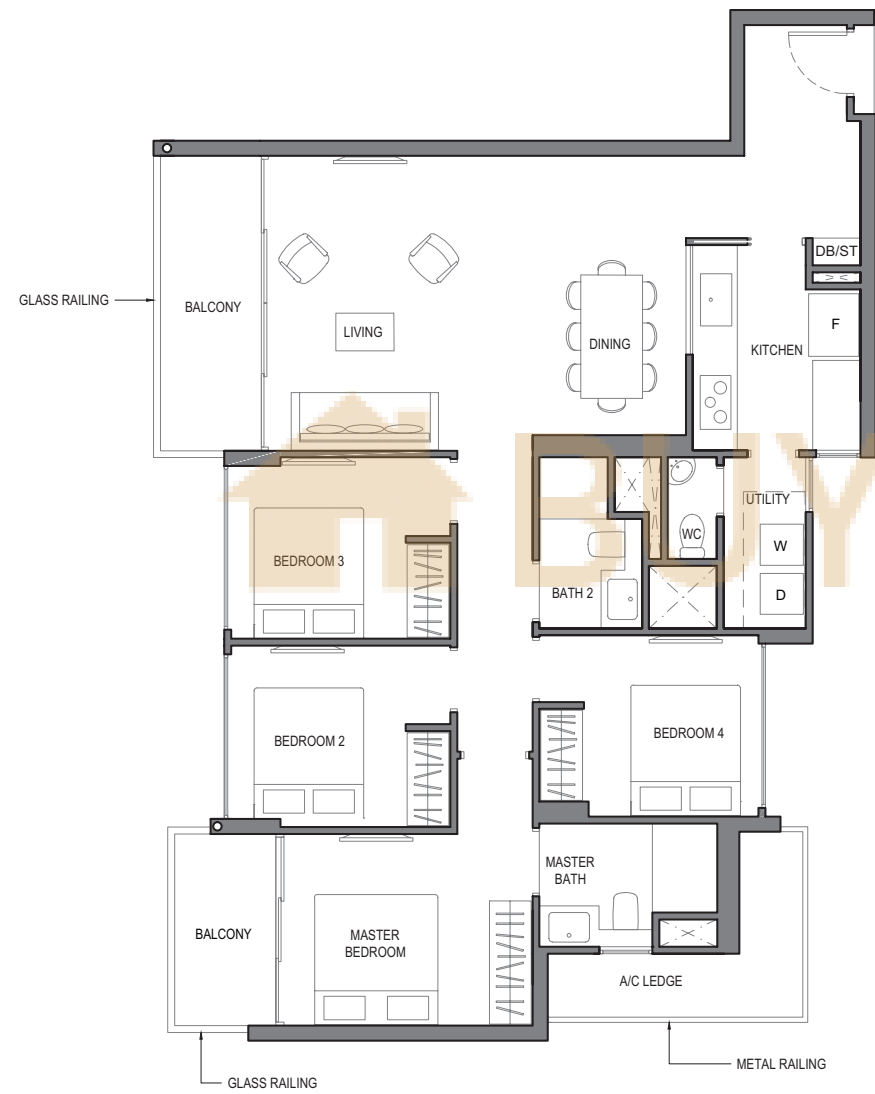 DB/ST
GLASS RAILING
BALCONY
LIVING
DINING
F
KITCHEN
BUY
UTILITY
WC
W
D
BEDROOM 3
BATH 2
BEDROOM 2
BEDROOM 4
MASTER
BATH
BALCONY
MASTER
BEDROOM
A/C LEDGE
METAL RAILING
GLASS RAILING